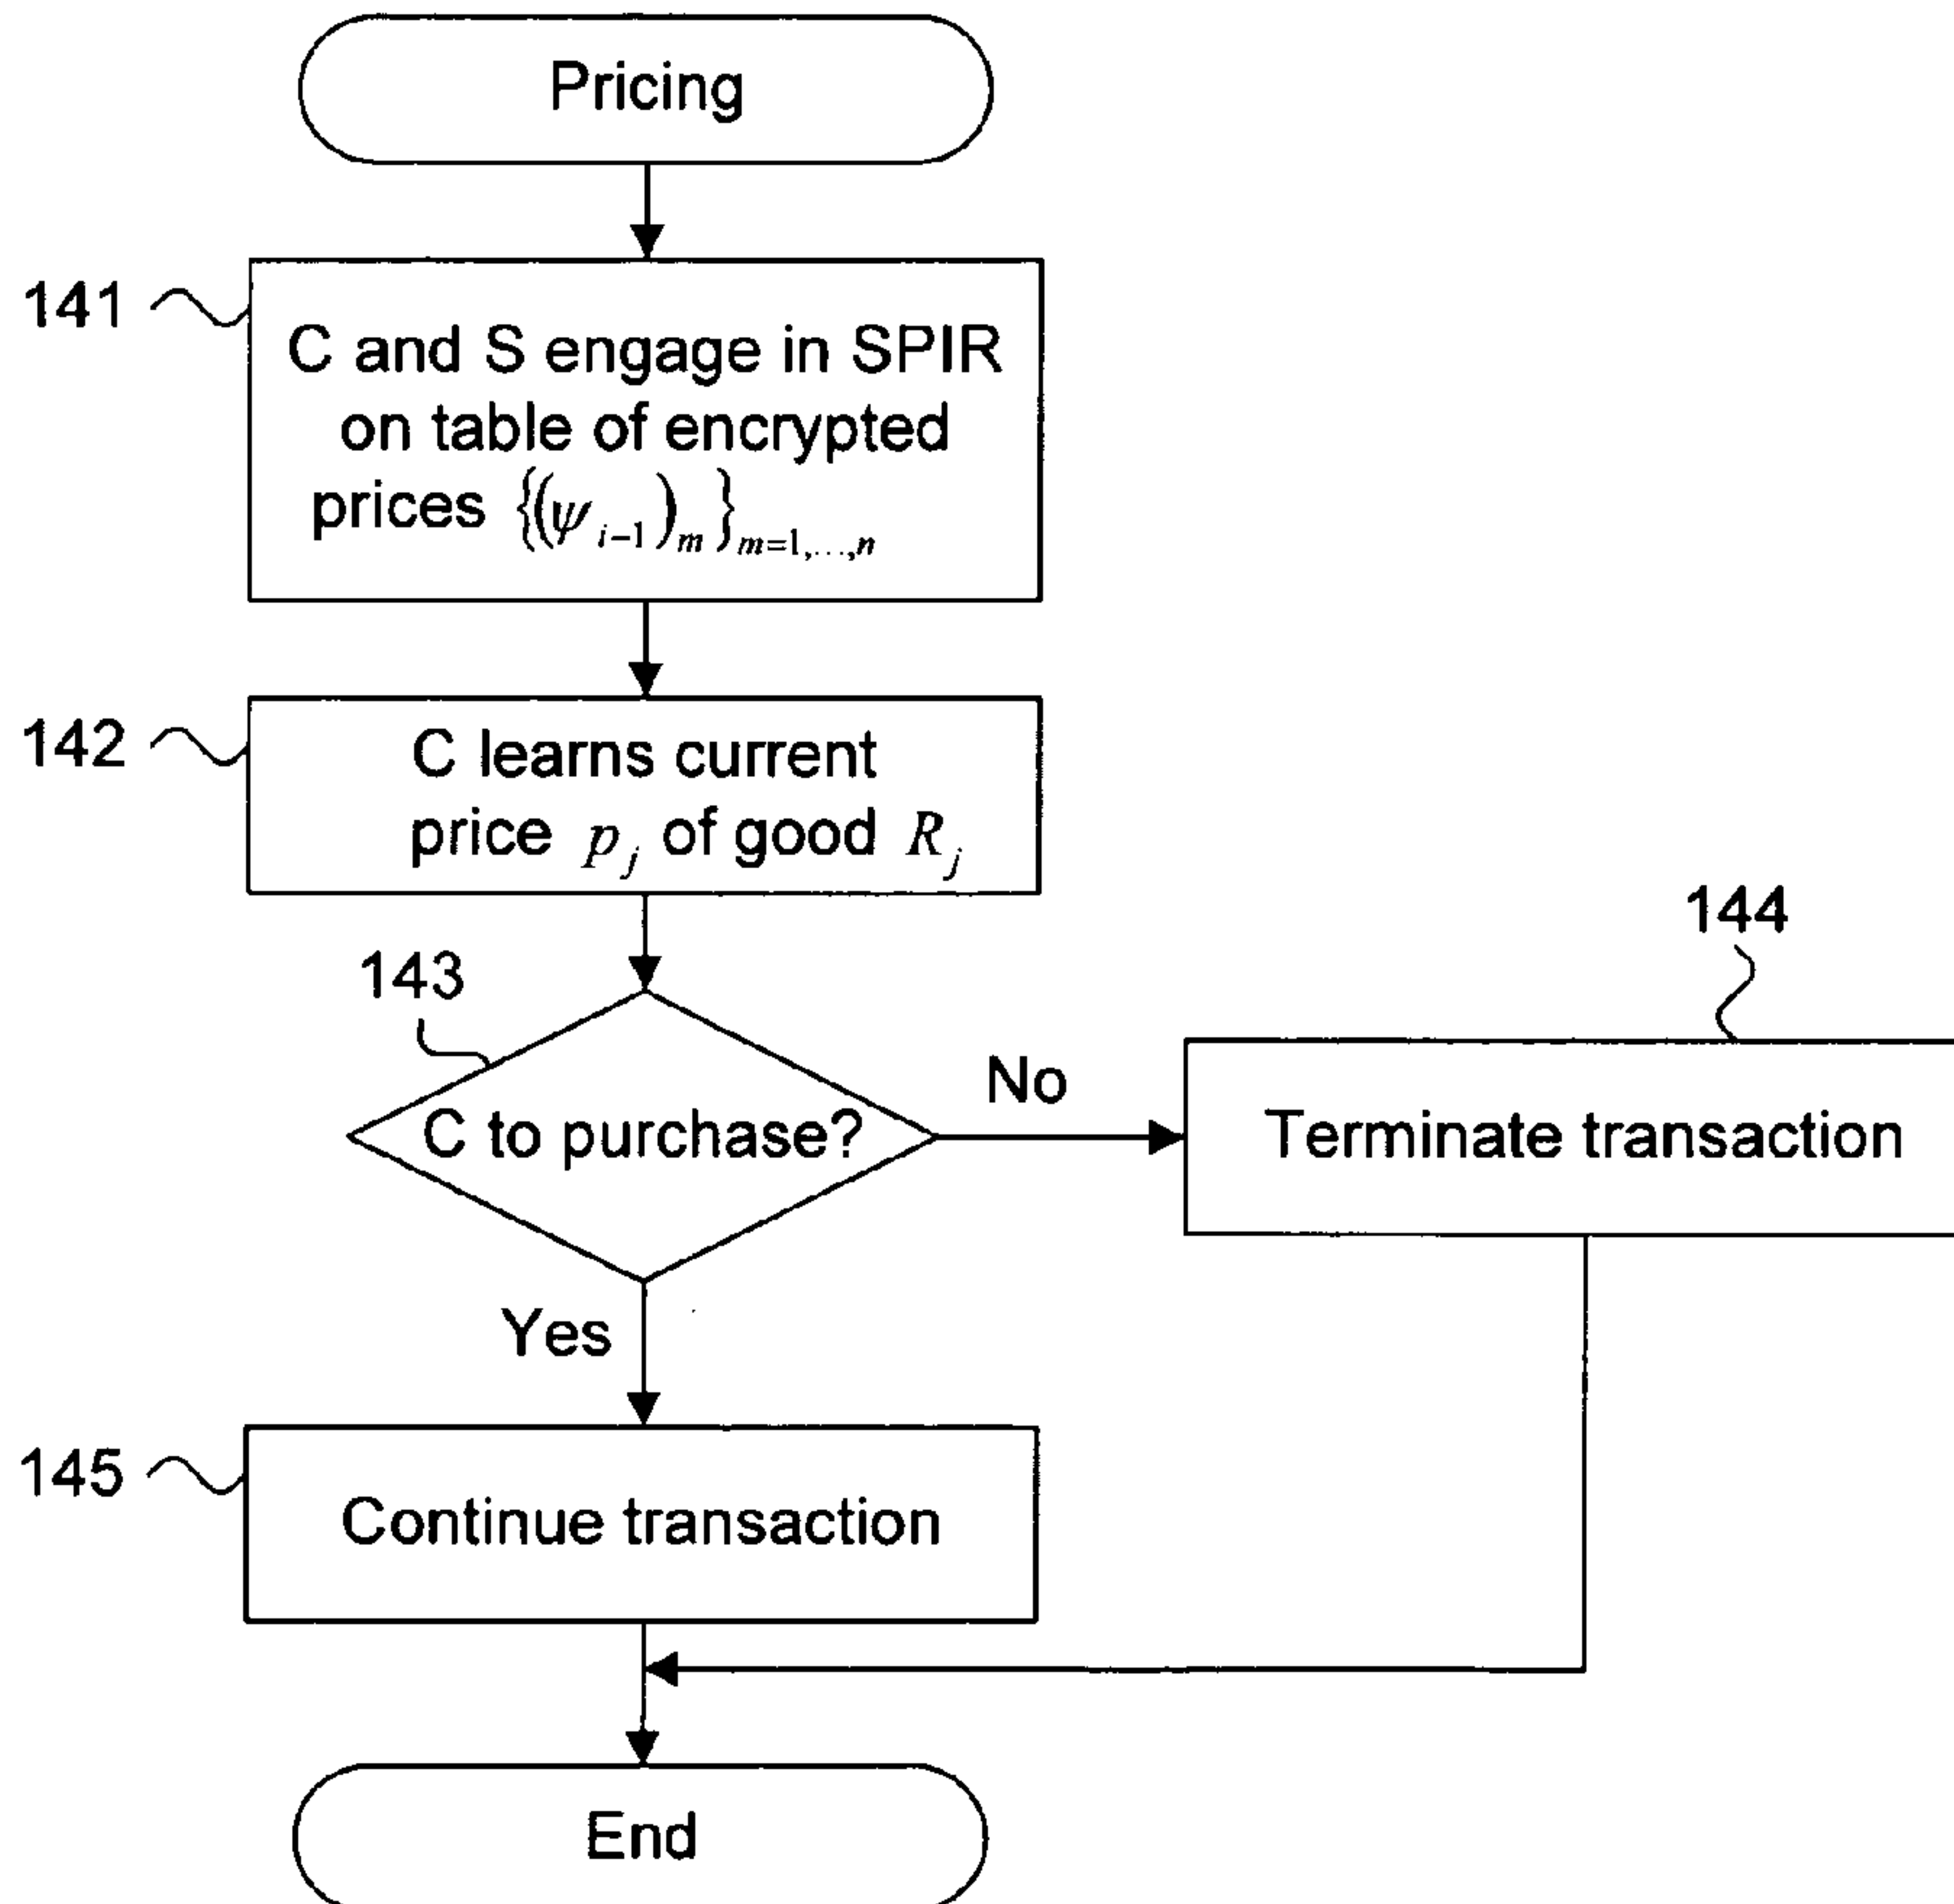 Pricing
141
C and S engage in SPIR
on table of encrypted
prices {(ψ_{i-1})_m}_{m=1,...,n}
142
C learns current
price p_j of good R_j
143
144
C to purchase?
No
Terminate transaction
Yes
145
Continue transaction
End